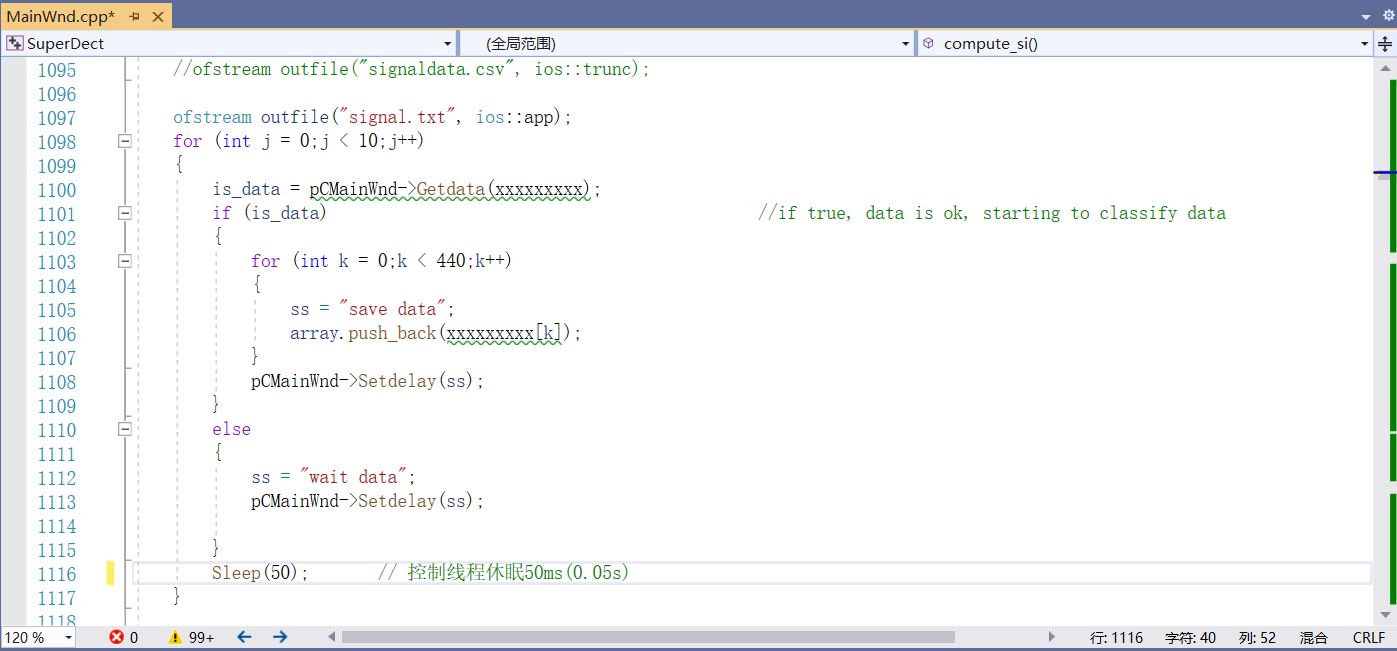 MainWnd.cpp*
SuperDect (全局范围) compute_si()
1095 //ofstream outfile("signaldata.csv", ios::trunc);
1096
1097 ofstream outfile("signal.txt", ios::app);
1098 for (int j = 0;j < 10;j++)
1099 {
1100 is_data = pCMainWnd->Getdata(xxxxxxxxx);
1101 if (is_data) //if true, data is ok, starting to classify data
1102 {
1103 for (int k = 0;k < 440;k++)
1104 {
1105 ss = "save data";
1106 array.push_back(xxxxxxxxx[k]);
1107 }
1108 pCMainWnd->Setdelay(ss);
1109 }
1110 else
1111 {
1112 ss = "wait data";
1113 pCMainWnd->Setdelay(ss);
1114
1115 }
1116 Sleep(50); // 控制线程休眠50ms(0.05s)
1117 }
1118
120 % 0 99+ 行: 1116 字符: 40 列: 52 混合 CRLF